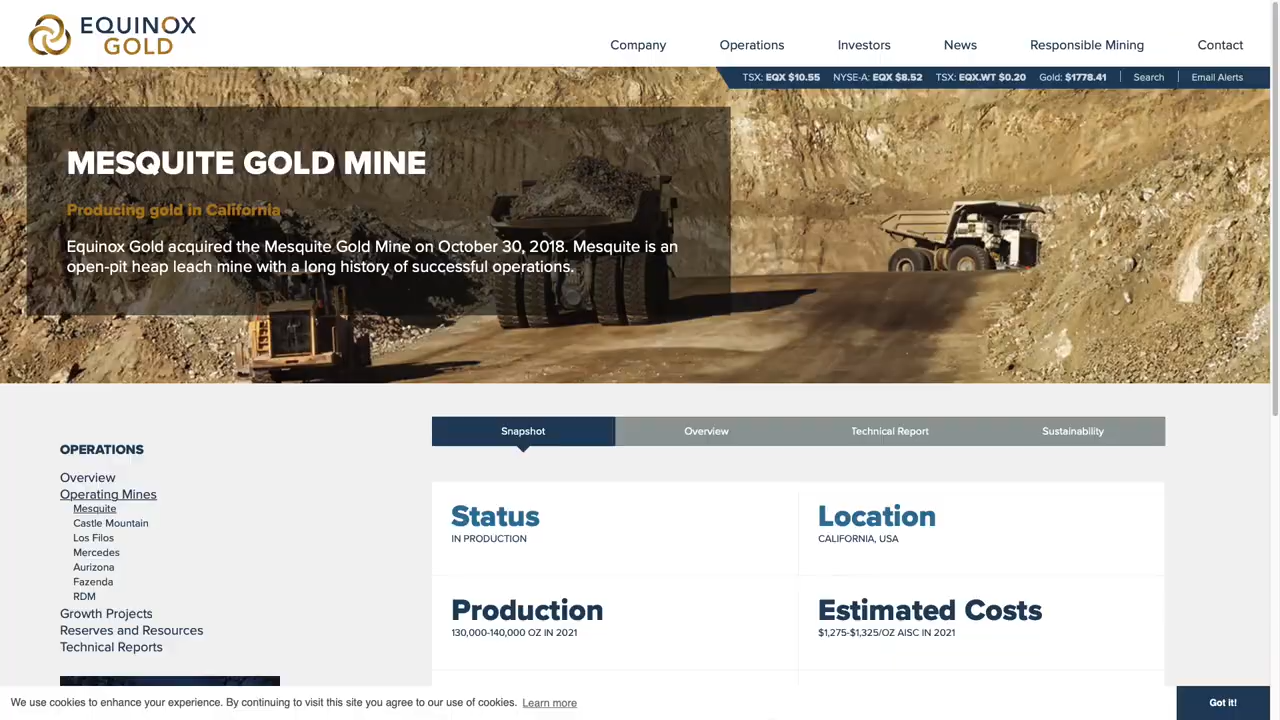 EQUINOX
GOLD
Company
Operations
Investors
News
Responsible Mining
Contact
TSX: EQX $10.55 NYSE-A: EQX $8.52 TSX: EQX.WT $0.20 Gold: $1778.41 Search Email Alerts
MESQUITE GOLD MINE
Producing gold in California
Equinox Gold acquired the Mesquite Gold Mine on October 30, 2018. Mesquite is an
open-pit heap leach mine with a long history of successful operations.
OPERATIONS
Overview
Operating Mines
Mesquite
Castle Mountain
Los Filos
Mercedes
Aurizona
Fazenda
RDM
Growth Projects
Reserves and Resources
Technical Reports
Snapshot
Overview
Technical Report
Sustainability
Status
IN PRODUCTION
Location
CALIFORNIA, USA
Production
130,000-140,000 OZ IN 2021
Estimated Costs
$1,275-$1,325/OZ AISC IN 2021
We use cookies to enhance your experience. By continuing to visit this site you agree to our use of cookies. Learn more
Got it!